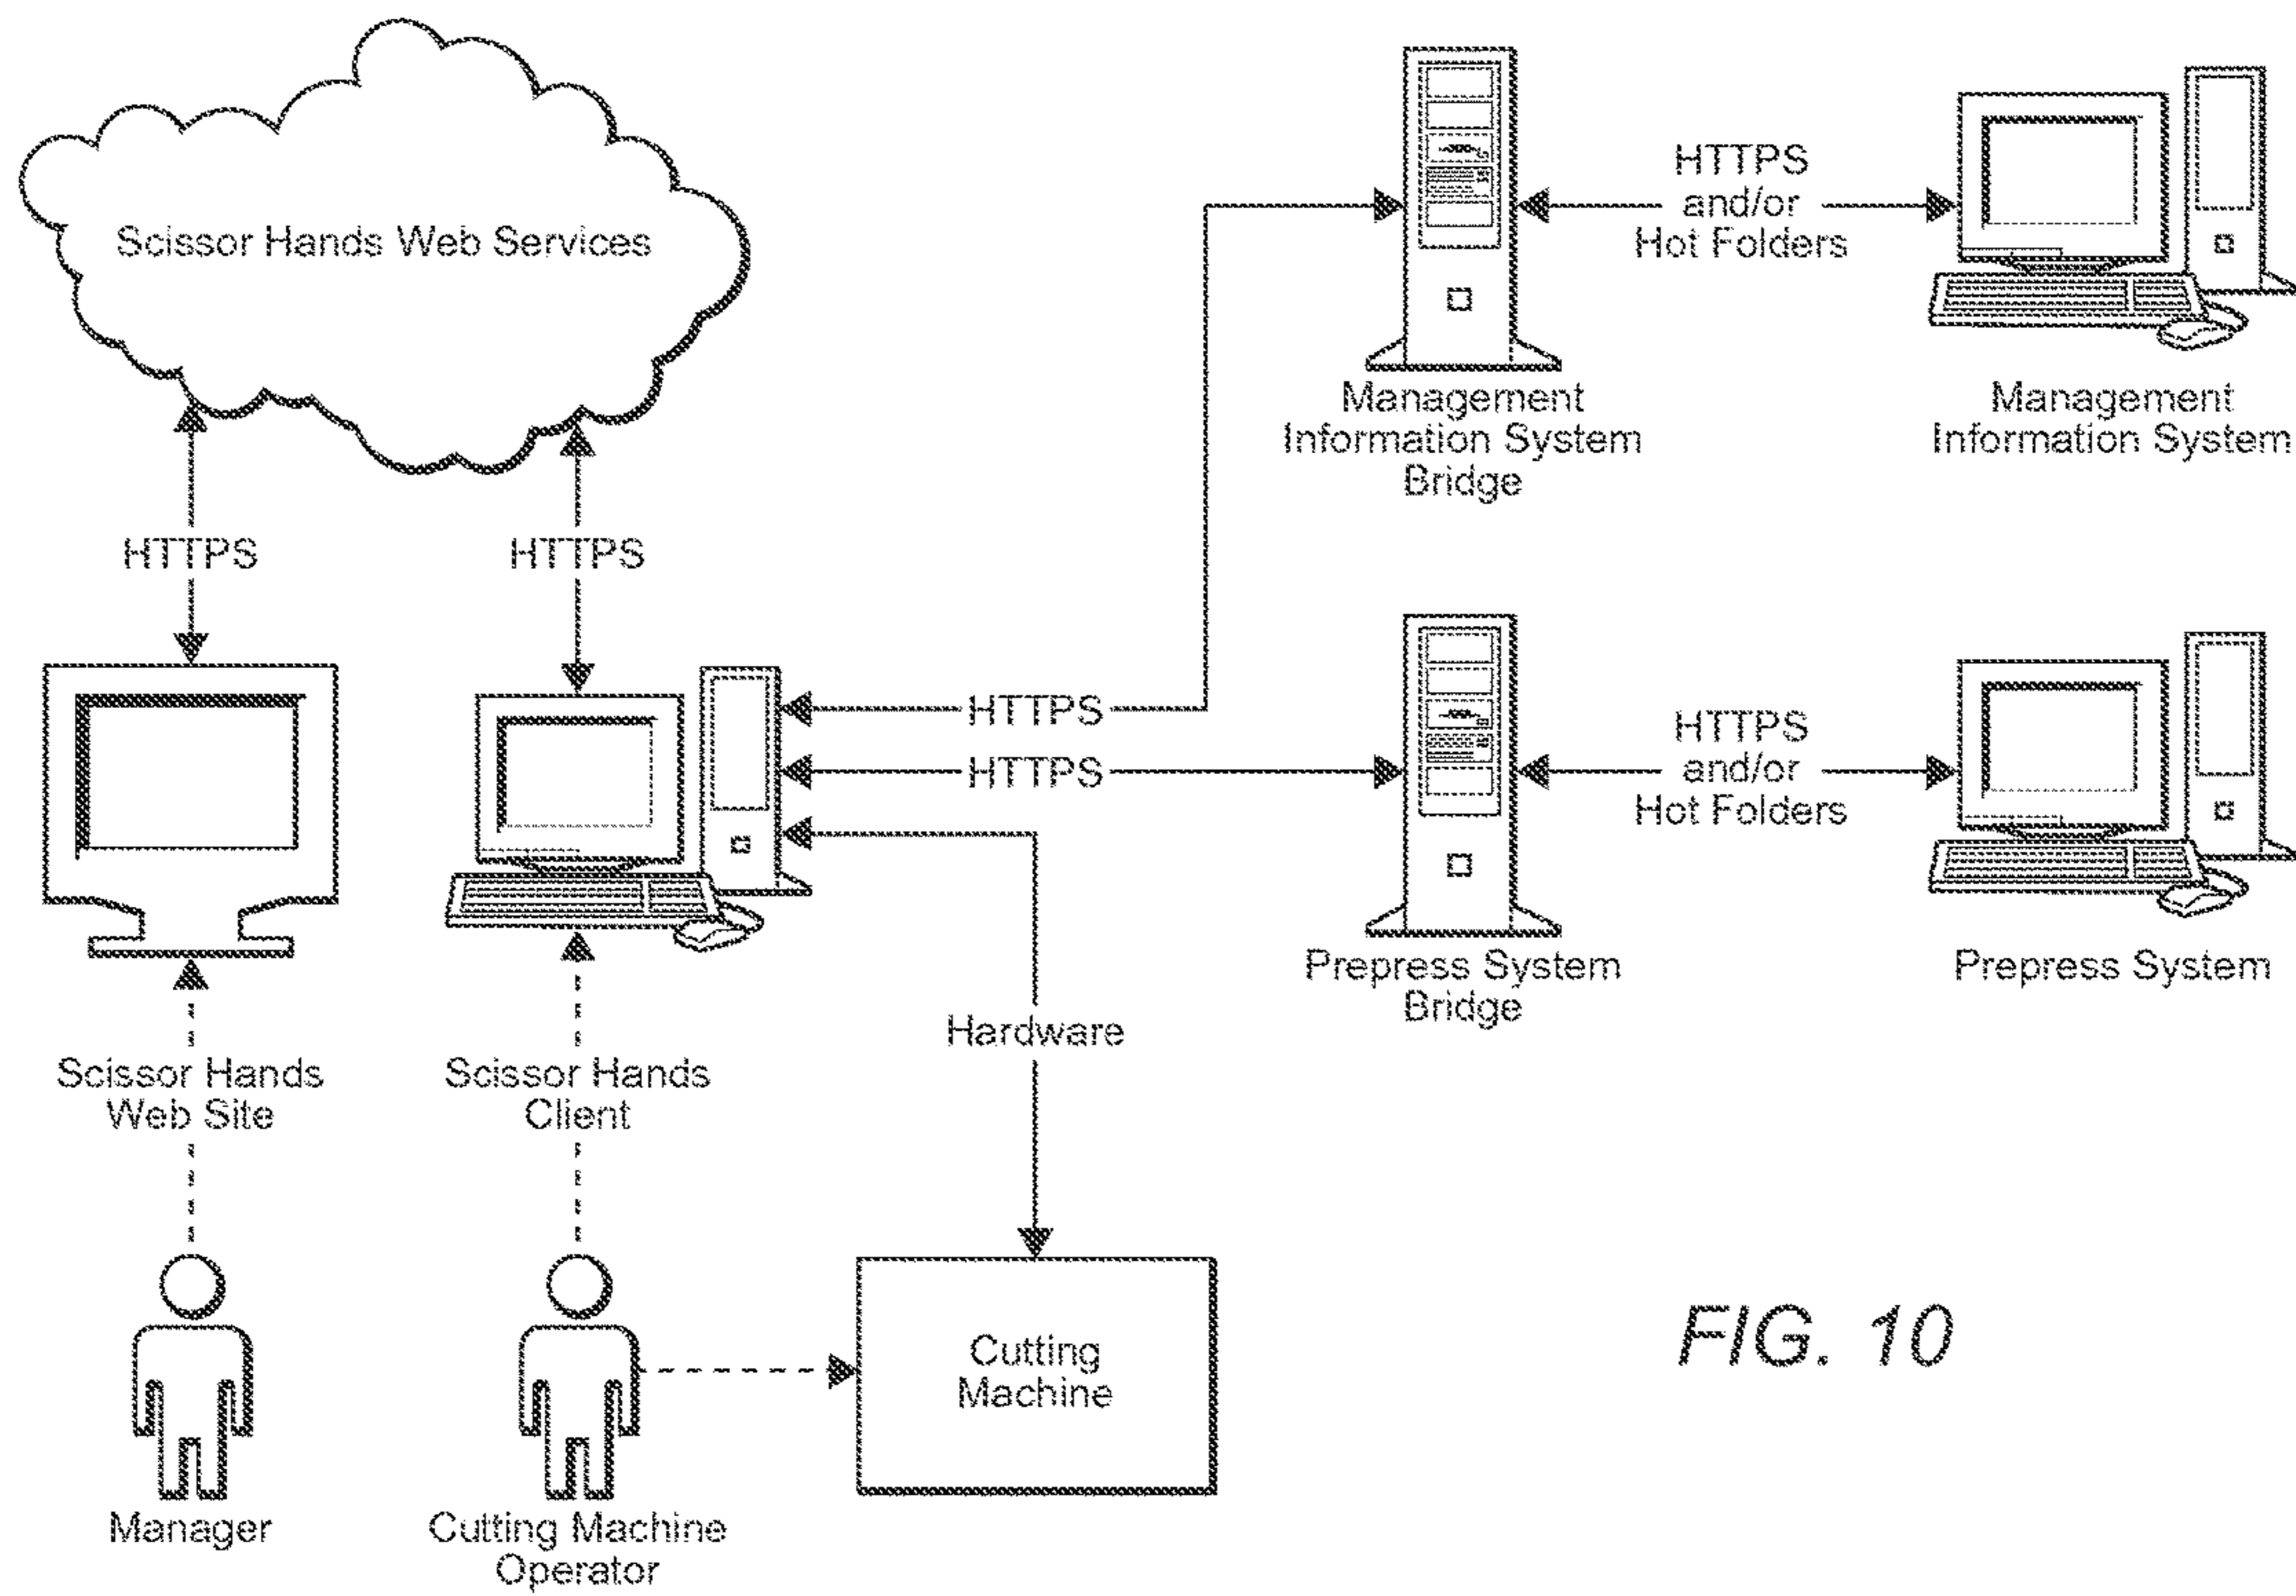 Scissor Hands Web Services
HTTPS
and/or
Hot Folders
Management
Information System
Bridge
Management
Information System
HTTPS
HTTPS
HTTPS
HTTPS
HTTPS
and/or
Hot Folders
Prepress System
Bridge
Prepress System
Hardware
Scissor Hands
Web Site
Scissor Hands
Client
Cutting
Machine
Manager
Cutting Machine
Operator
FIG. 10